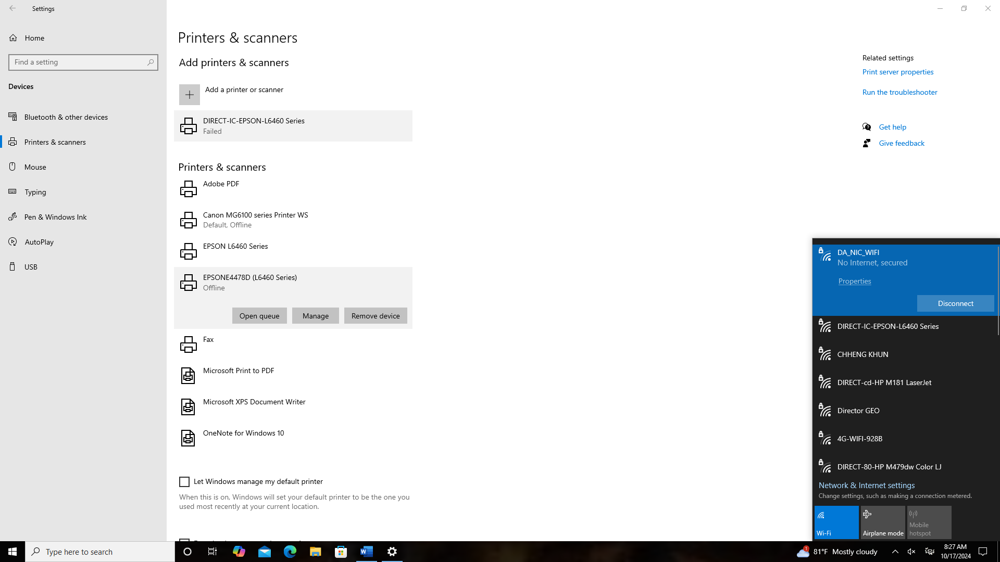 Settings
Home
Find a setting
Devices
Bluetooth & other devices
Printers & scanners
Mouse
Typing
Pen & Windows Ink
AutoPlay
USB
Printers & scanners
Add printers & scanners
Add a printer or scanner
DIRECT-IC-EPSON-L6460 Series
Failed
Printers & scanners
Adobe PDF
Canon MG6100 series Printer WS
Default, Offline
EPSON L6460 Series
EPSONE4478D (L6460 Series)
Offline
Open queue Manage Remove device
Fax
Microsoft Print to PDF
Microsoft XPS Document Writer
OneNote for Windows 10
Let Windows manage my default printer
When this is on, Windows will set your default printer to be the one you
used most recently at your current location.
Related settings
Print server properties
Run the troubleshooter
Get help
Give feedback
DA_NIC_WIFI
No Internet, secured
Properties
Disconnect
DIRECT-IC-EPSON-L6460 Series
CHHENG KHUN
DIRECT-cd-HP M181 LaserJet
Director GEO
4G-WIFI-928B
DIRECT-80-HP M479dw Color LJ
Network & Internet settings
Change settings, such as making a connection metered.
Wi-Fi
Airplane mode
Mobile
hotspot
Type here to search
1
81°F Mostly cloudy
8:27 AM
10/17/2024